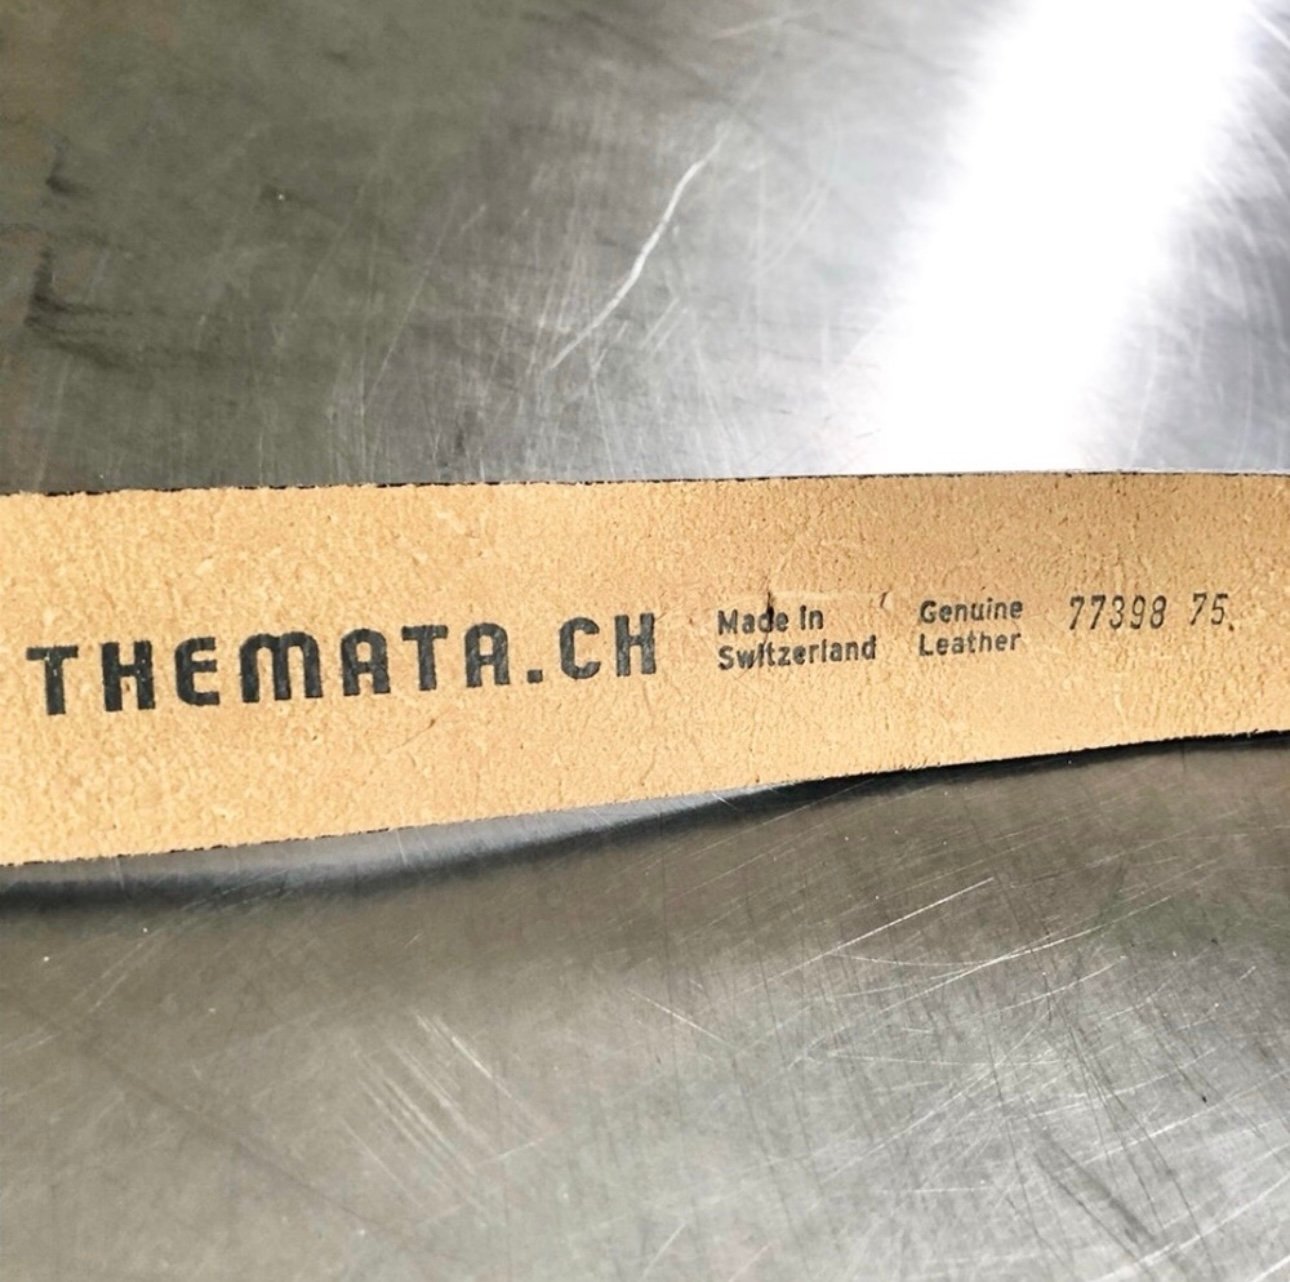 THEMATA.CH
Made in
Switzerland
Genuine
Leather
77398 75